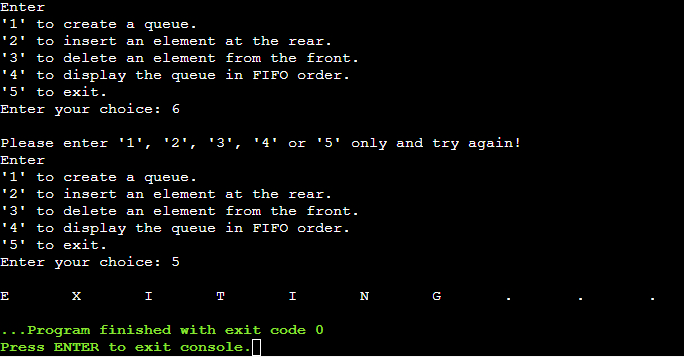 Enter
'1' to create a queue.
'2' to insert an element at the rear.
'3' to delete an element from the front.
'4' to display the queue in FIFO order.
'5' to exit.
Enter your choice: 6
Please enter '1', '2', '3', '4' or '5' only and try again!
Enter
'1' to create a queue.
'2' to insert an element at the rear.
'3' to delete an element from the front.
'4' to display the queue in FIFO order.
'5' to exit.
Enter your choice: 5
E X I T I N G . . .
...Program finished with exit code 0
Press ENTER to exit console.